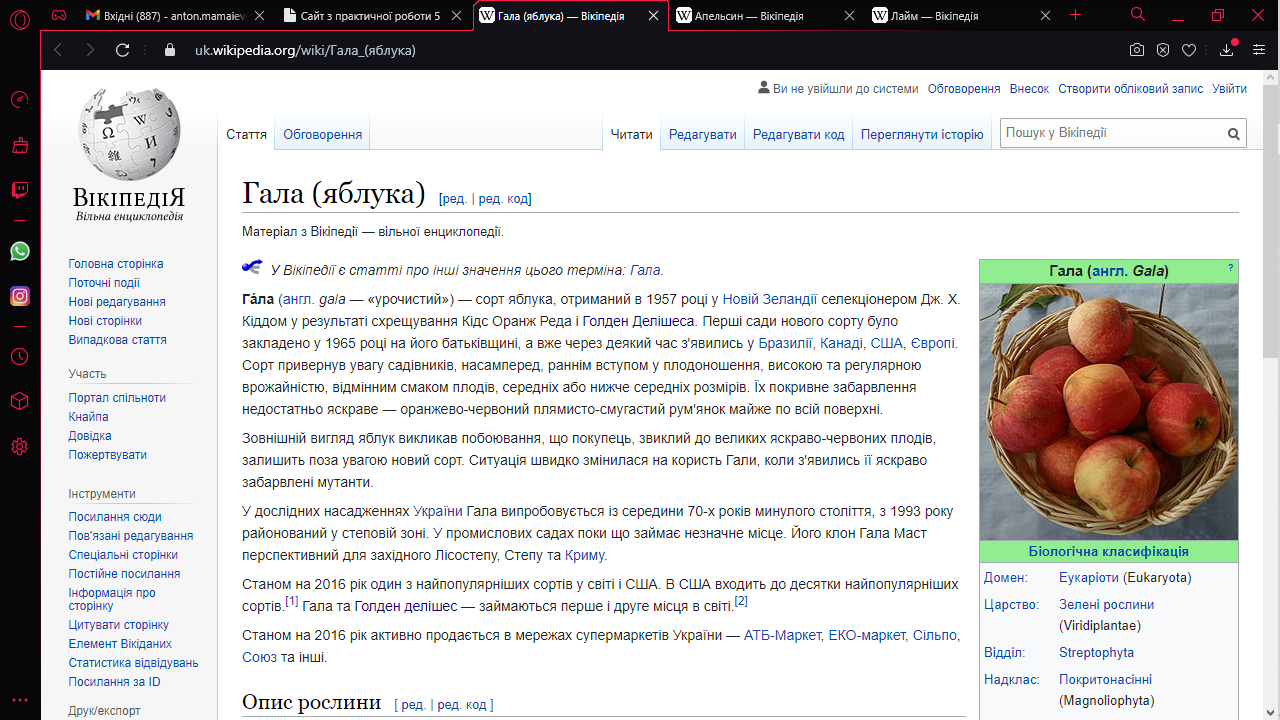 Вхідні (887) - anton.mamaiev
Сайт з практичної роботи 5
Гала (яблука) — Вікіпедія
Апельсин — Вікіпедія
Лайм — Вікіпедія
uk.wikipedia.org/wiki/Гала_(яблука)
Ви не увійшли до системи Обговорення Внесок Створити обліковий запис Увійти
Стаття Обговорення Читати Редагувати Редагувати код Переглянути історію Пошук у Вікіпедії
ВІКІПЕДІЯ
Вільна енциклопедія
Головна сторінка
Поточні події
Нові редагування
Нові сторінки
Випадкова стаття
Участь
Портал спільноти
Кнайпа
Довідка
Пожертвувати
Інструменти
Посилання сюди
Пов'язані редагування
Спеціальні сторінки
Постійне посилання
Інформація про
сторінку
Цитувати сторінку
Елемент Вікіданих
Статистика відвідувань
Посилання за ID
Друк/експорт
Гала (яблука) [ред. | ред. код]
Матеріал з Вікіпедії — вільної енциклопедії.
У Вікіпедії є статті про інші значення цього терміна: Гала.
Га́ла (англ. gala — «урочистий») — сорт яблука, отриманий в 1957 році у Новій Зеландії селекціонером Дж. Х.
Кіддом у результаті схрещування Кідс Оранж Реда і Голден Делішеса. Перші сади нового сорту було
закладено у 1965 році на його батьківщині, а вже через деякий час з'явились у Бразилії, Канаді, США, Європі.
Сорт привернув увагу садівників, насамперед, раннім вступом у плодоношення, високою та регулярною
врожайністю, відмінним смаком плодів, середніх або нижче середніх розмірів. Їх покривне забарвлення
недостатньо яскраве — оранжево-червоний плямисто-смугастий рум'янок майже по всій поверхні.
Зовнішній вигляд яблук викликав побоювання, що покупець, звиклий до великих яскраво-червоних плодів,
залишить поза увагою новий сорт. Ситуація швидко змінилася на користь Гали, коли з'явились її яскраво
забарвлені мутанти.
У дослідних насадженнях України Гала випробовується із середини 70-х років минулого століття, з 1993 року
районований у степовій зоні. У промислових садах поки що займає незначне місце. Його клон Гала Маст
перспективний для західного Лісостепу, Степу та Криму.
Станом на 2016 рік один з найпопулярніших сортів у світі і США. В США входить до десятки найпопулярніших
сортів.[1] Гала та Голден делішес — займаються перше і друге місця в світі.[2]
Станом на 2016 рік активно продається в мережах супермаркетів України — АТБ-Маркет, ЕКО-маркет, Сільпо,
Союз та інші.
Опис рослини [ ред. | ред. код ]
Гала (англ. Gala) ?
Біологічна класифікація
Домен: Еукаріоти (Eukaryota)
Царство: Зелені рослини
(Viridiplantae)
Відділ: Streptophyta
Надклас: Покритонасінні
(Magnoliophyta)